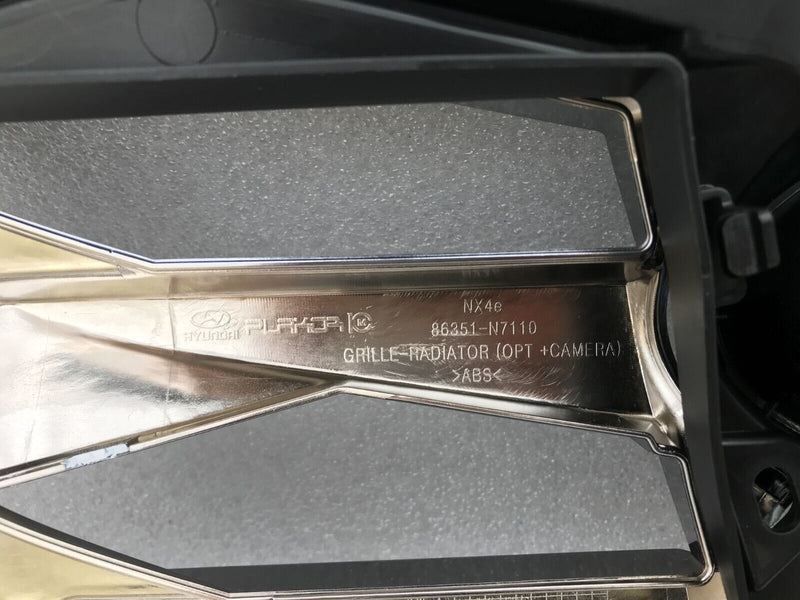 NX4e
HYUNDAI PLAKOR
86351-N7110
GRILLE-RADIATOR (OPT +CAMERA)
>ABS<